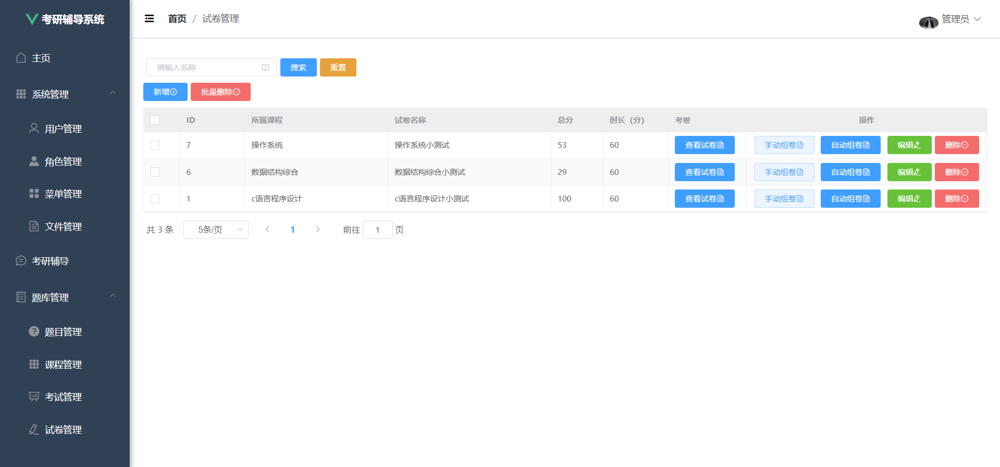 考研辅导系统
主页
系统管理
用户管理
角色管理
菜单管理
文件管理
考研辅导
题库管理
题目管理
课程管理
考试管理
试卷管理
首页 / 试卷管理
管理员
请输入名称 搜索 重置
新增 批量删除
ID 所属课程 试卷名称 总分 时长（分） 考卷 操作
7 操作系统 操作系统小测试 53 60 查看试卷 手动组卷 自动组卷 编辑 删除
6 数据结构综合 数据结构综合小测试 29 60 查看试卷 手动组卷 自动组卷 编辑 删除
1 c语言程序设计 c语言程序设计小测试 100 60 查看试卷 手动组卷 自动组卷 编辑 删除
共 3 条 5条/页 1 前往 1 页